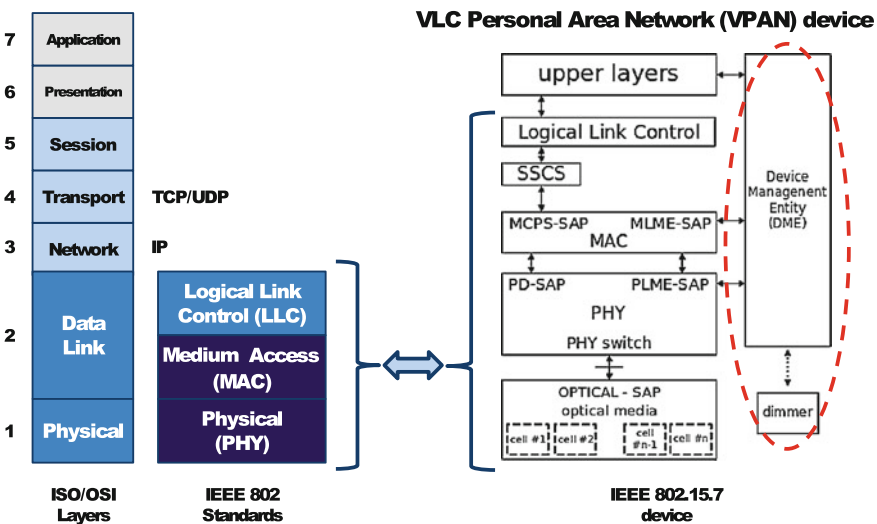 VLC Personal Area Network (VPAN) device
7
Application
6
Presentation
5
Session
4
Transport
TCP/UDP
3
Network
IP
2
Data
Link
1
Physical
Logical Link
Control (LLC)
Medium Access
(MAC)
Physical
(PHY)
ISO/OSI
Layers
IEEE 802
Standards
upper layers
Logical Link Control
SSCS
MCPS-SAP MLME-SAP
MAC
PD-SAP PLME-SAP
PHY
PHY switch
OPTICAL - SAP
optical media
cell #1
cell #2
cell
#n-1
cell #n
Device
Management
Entity
(DME)
dimmer
IEEE 802.15.7
device